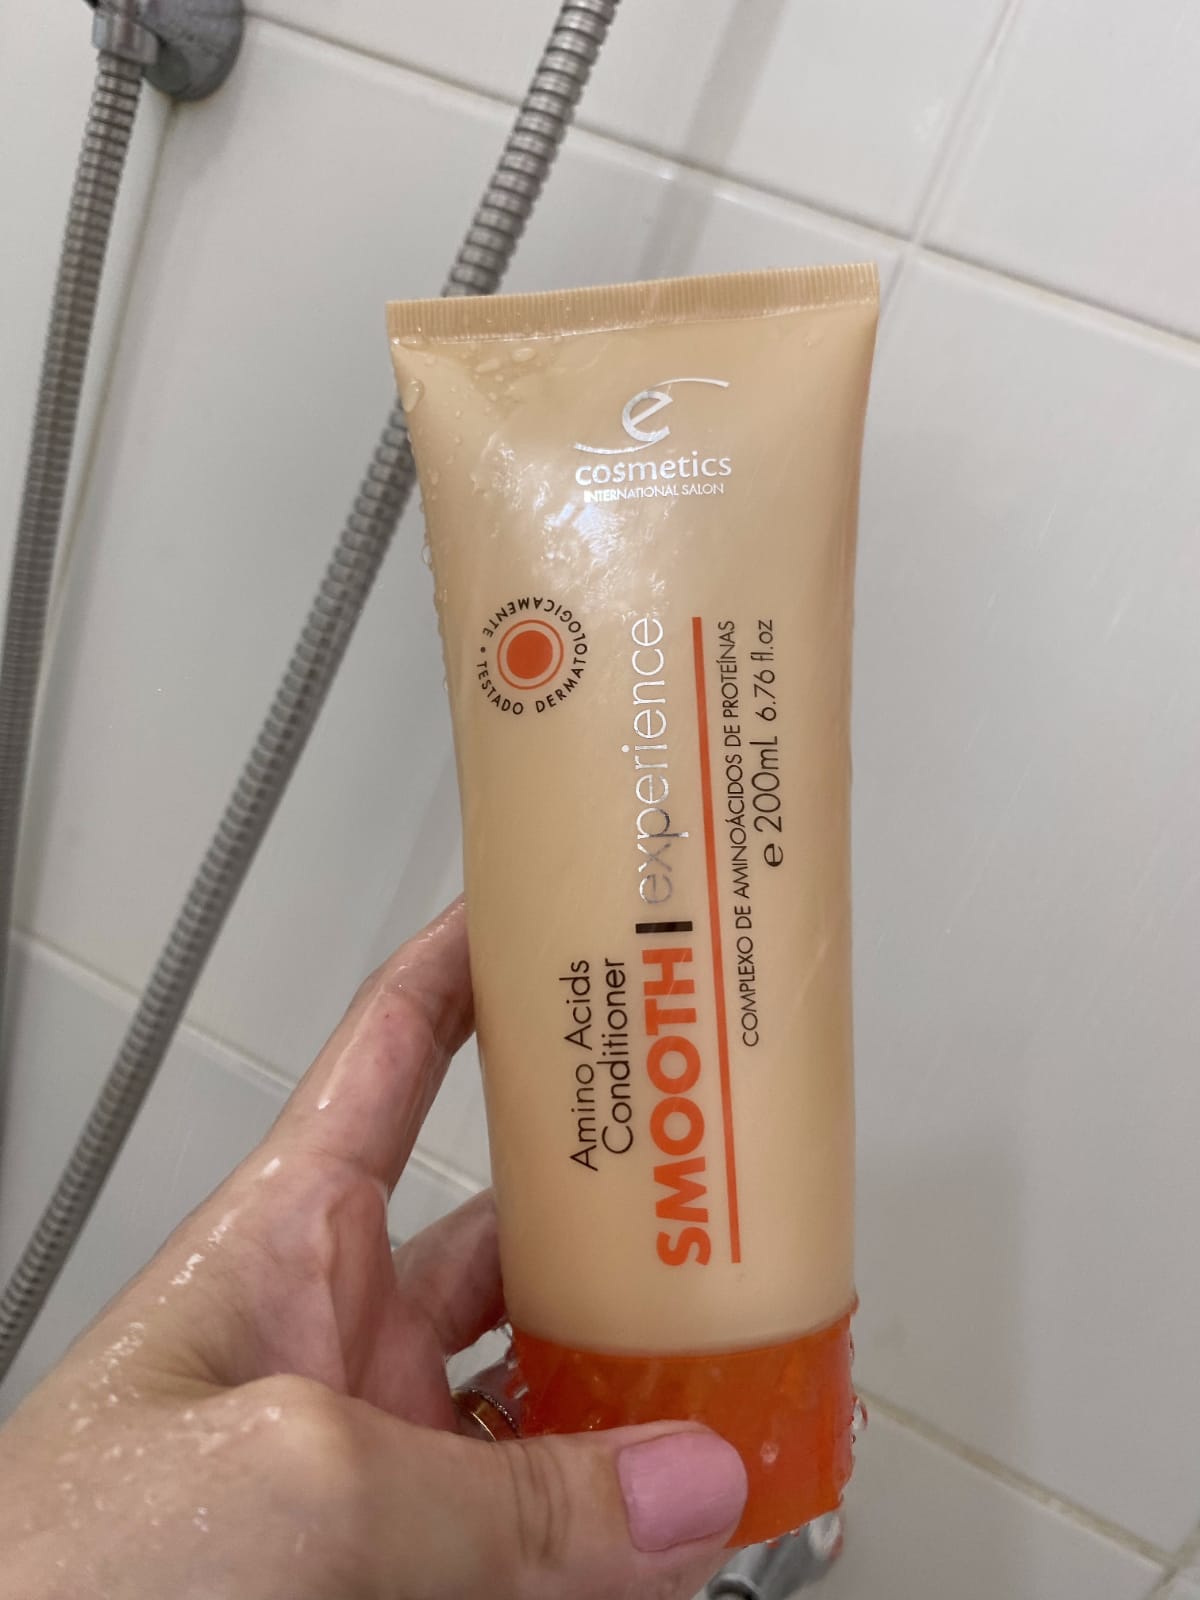 e
cosmetics
INTERNATIONAL SALON
TESTADO DERMATOLOGICAMENTE •
Amino Acids
Conditioner
SMOOTH | experience
COMPLEXO DE AMINOÁCIDOS DE PROTEÍNAS
e 200mL 6.76 fl.oz